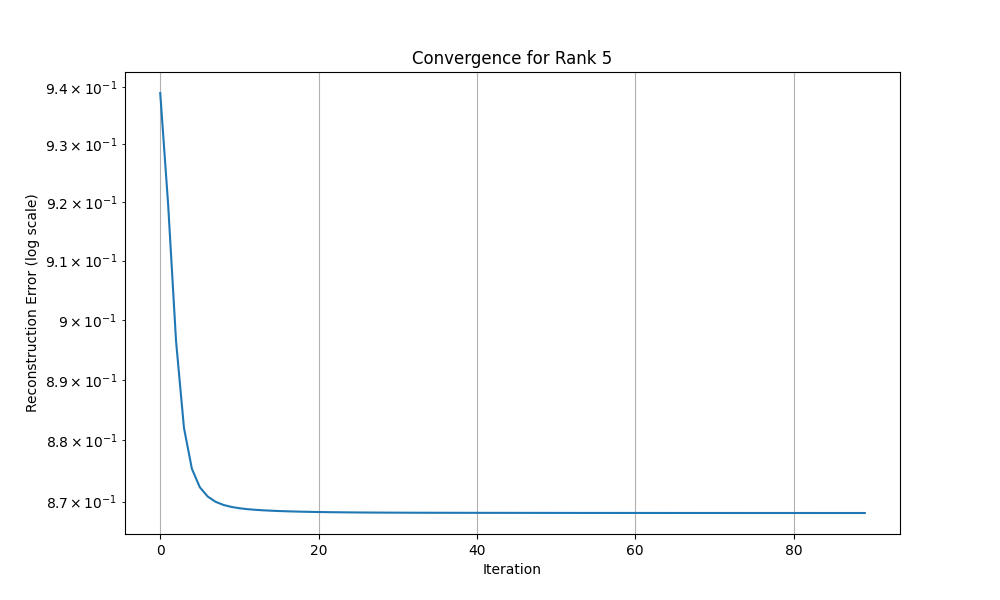 Convergence for Rank 5
Reconstruction Error (log scale)
9.4 × 10⁻¹
9.3 × 10⁻¹
9.2 × 10⁻¹
9.1 × 10⁻¹
9 × 10⁻¹
8.9 × 10⁻¹
8.8 × 10⁻¹
8.7 × 10⁻¹
0 20 40 60 80
Iteration